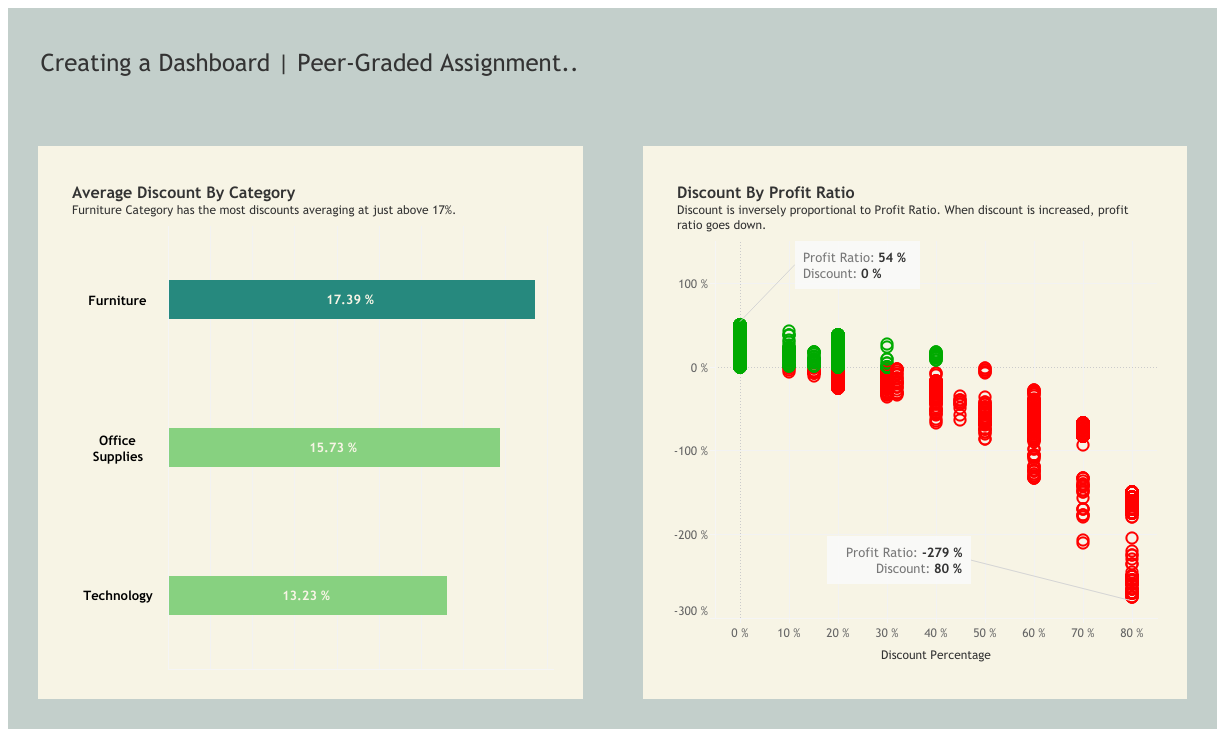 Creating a Dashboard | Peer-Graded Assignment..
Average Discount By Category
Furniture Category has the most discounts averaging at just above 17%.
Furniture
17.39 %
Office
Supplies
15.73 %
Technology
13.23 %
Discount By Profit Ratio
Discount is inversely proportional to Profit Ratio. When discount is increased, profit
ratio goes down.
Profit Ratio: 54 %
Discount: 0 %
100 %
0 %
-100 %
-200 %
-300 %
Profit Ratio: -279 %
Discount: 80 %
0 %
10 %
20 %
30 %
40 %
50 %
60 %
70 %
80 %
Discount Percentage